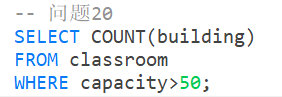 -- 问题20
SELECT COUNT(building)
FROM classroom
WHERE capacity>50;